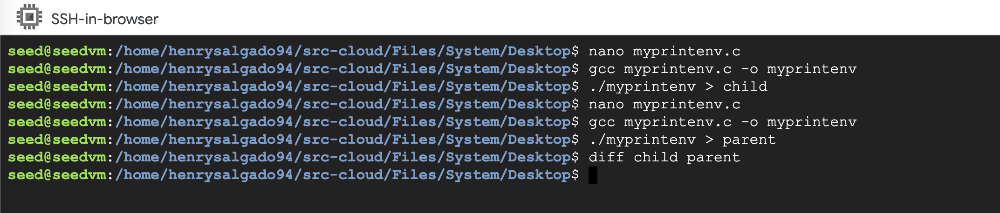 SSH-in-browser
seed@seedvm:/home/henrysalgado94/src-cloud/Files/System/Desktop$ nano myprintenv.c
seed@seedvm:/home/henrysalgado94/src-cloud/Files/System/Desktop$ gcc myprintenv.c -o myprintenv
seed@seedvm:/home/henrysalgado94/src-cloud/Files/System/Desktop$ ./myprintenv > child
seed@seedvm:/home/henrysalgado94/src-cloud/Files/System/Desktop$ nano myprintenv.c
seed@seedvm:/home/henrysalgado94/src-cloud/Files/System/Desktop$ gcc myprintenv.c -o myprintenv
seed@seedvm:/home/henrysalgado94/src-cloud/Files/System/Desktop$ ./myprintenv > parent
seed@seedvm:/home/henrysalgado94/src-cloud/Files/System/Desktop$ diff child parent
seed@seedvm:/home/henrysalgado94/src-cloud/Files/System/Desktop$